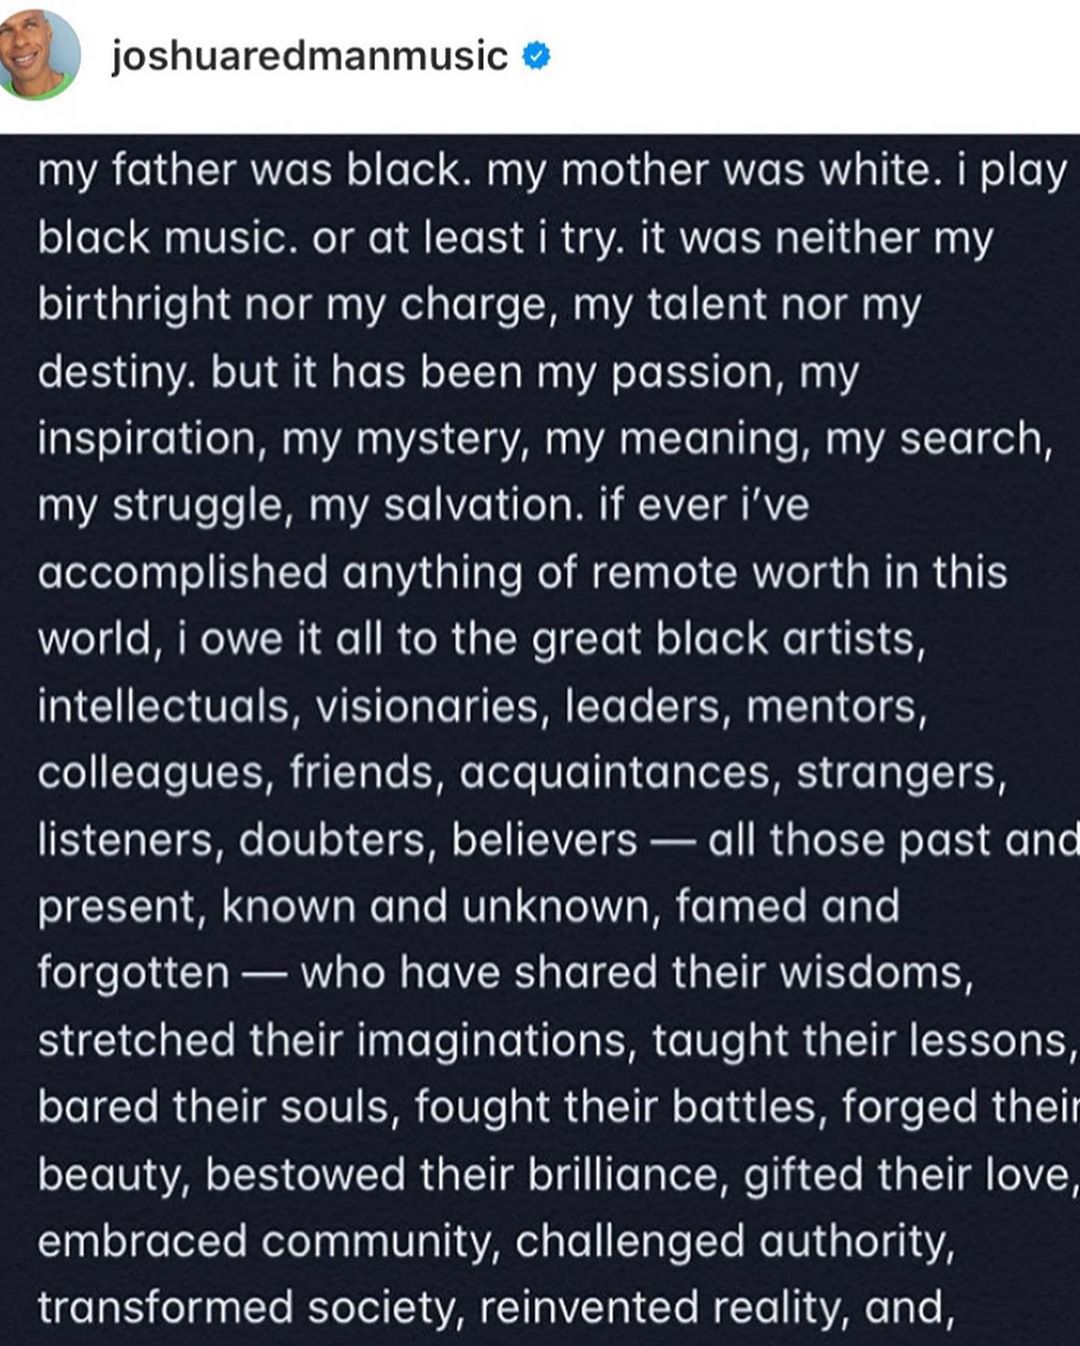 joshuaredmanmusic
my father was black. my mother was white. i play
black music. or at least i try. it was neither my
birthright nor my charge, my talent nor my
destiny. but it has been my passion, my
inspiration, my mystery, my meaning, my search,
my struggle, my salvation. if ever i've
accomplished anything of remote worth in this
world, i owe it all to the great black artists,
intellectuals, visionaries, leaders, mentors,
colleagues, friends, acquaintances, strangers,
listeners, doubters, believers — all those past and
present, known and unknown, famed and
forgotten — who have shared their wisdoms,
stretched their imaginations, taught their lessons,
bared their souls, fought their battles, forged their
beauty, bestowed their brilliance, gifted their love,
embraced community, challenged authority,
transformed society, reinvented reality, and,